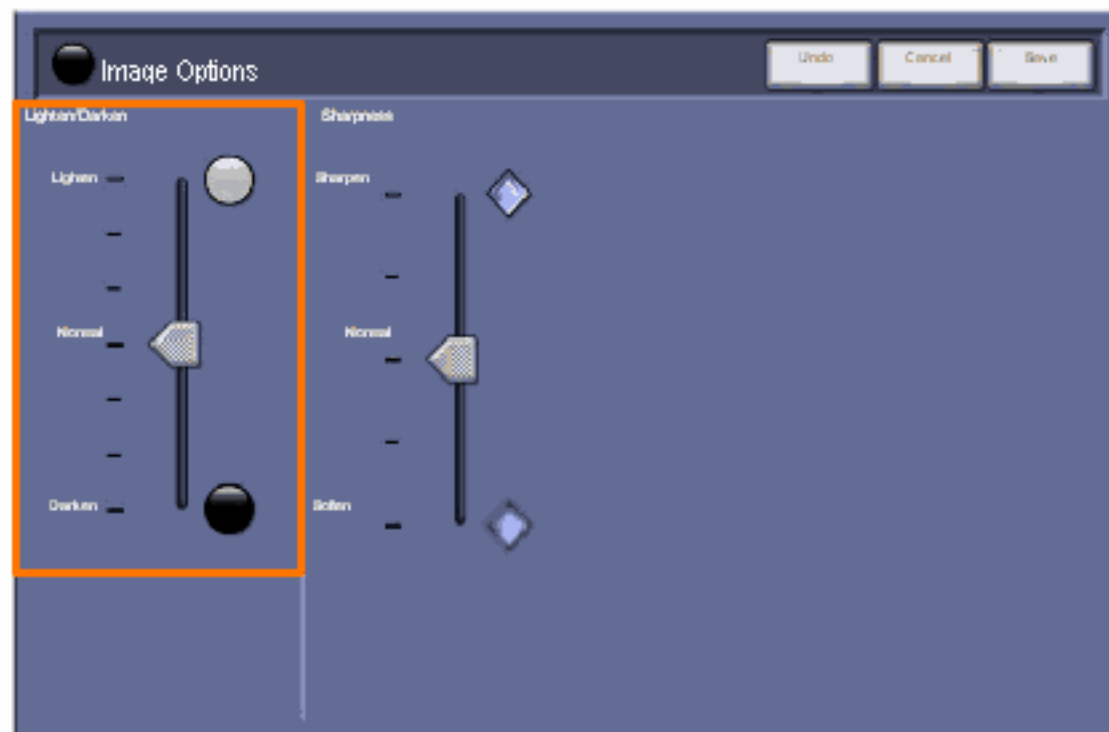 Image Options
Undo
Cancel
Save
Lighten/Darken
Lighten
Normal
Darken
Sharpness
Sharpen
Normal
Soften